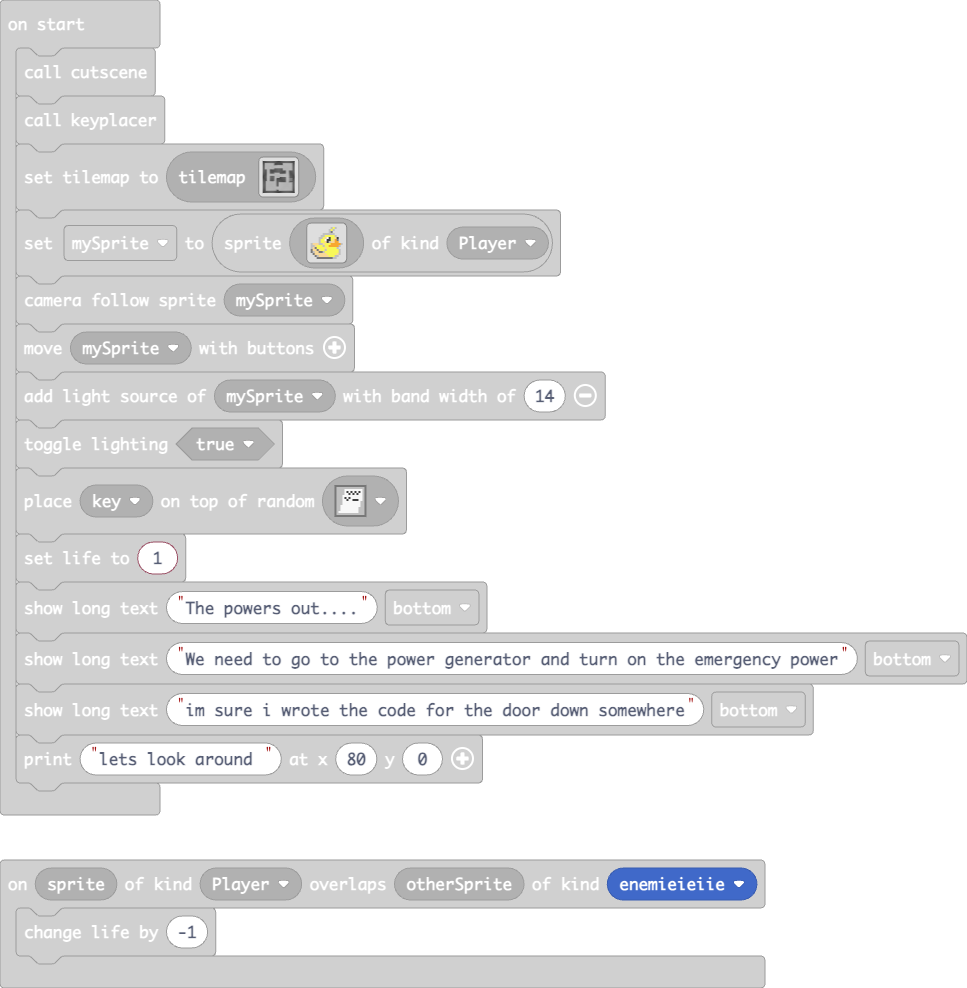 on start
call cutscene
call keyplacer
set tilemap to tilemap
set mySprite to sprite of kind Player
camera follow sprite mySprite
move mySprite with buttons
add light source of mySprite with band width of 14
toggle lighting true
place key on top of random
set life to 1
show long text "The powers out...." bottom
show long text "We need to go to the power generator and turn on the emergency power" bottom
show long text "im sure i wrote the code for the door down somewhere" bottom
print "lets look around " at x 80 y 0
on sprite of kind Player overlaps otherSprite of kind enemieieiie
change life by -1